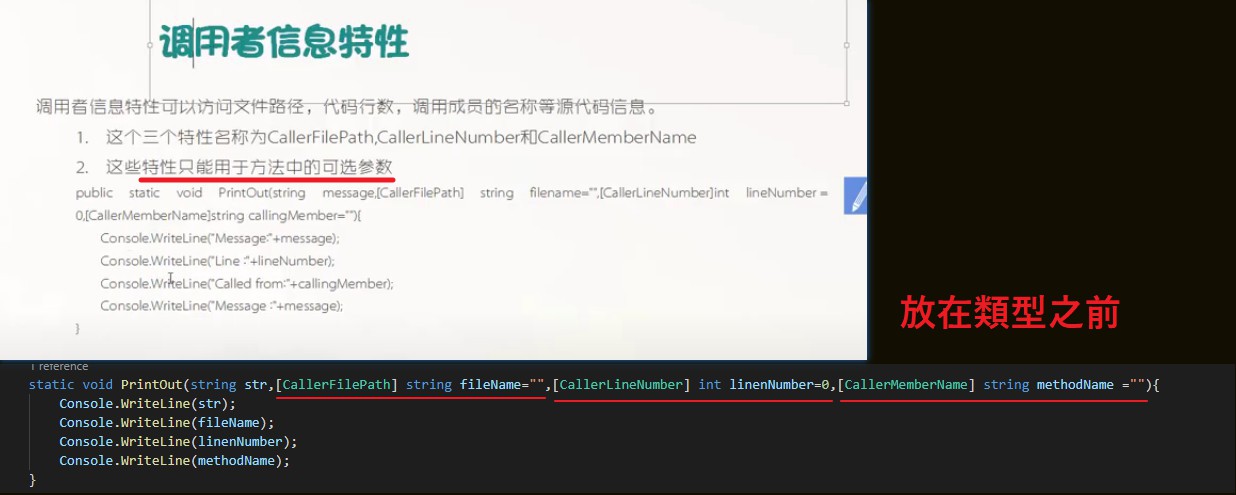 调用者信息特性
调用者信息特性可以访问文件路径，代码行数，调用成员的名称等源代码信息。
1. 这个三个特性名称为CallerFilePath,CallerLineNumber和CallerMemberName
2. 这些特性只能用于方法中的可选参数
public static void PrintOut(string message,[CallerFilePath] string filename="",[CallerLineNumber]int lineNumber =
0,[CallerMemberName]string callingMember=""){
Console.WriteLine("Message:"+message);
Console.WriteLine("Line :"+lineNumber);
Console.WriteLine("Called from:"+callingMember);
Console.WriteLine("Message :"+message);
}
放在類型之前
1 reference
static void PrintOut(string str,[CallerFilePath] string fileName="",[CallerLineNumber] int linenNumber=0,[CallerMemberName] string methodName =""){
Console.WriteLine(str);
Console.WriteLine(fileName);
Console.WriteLine(linenNumber);
Console.WriteLine(methodName);
}